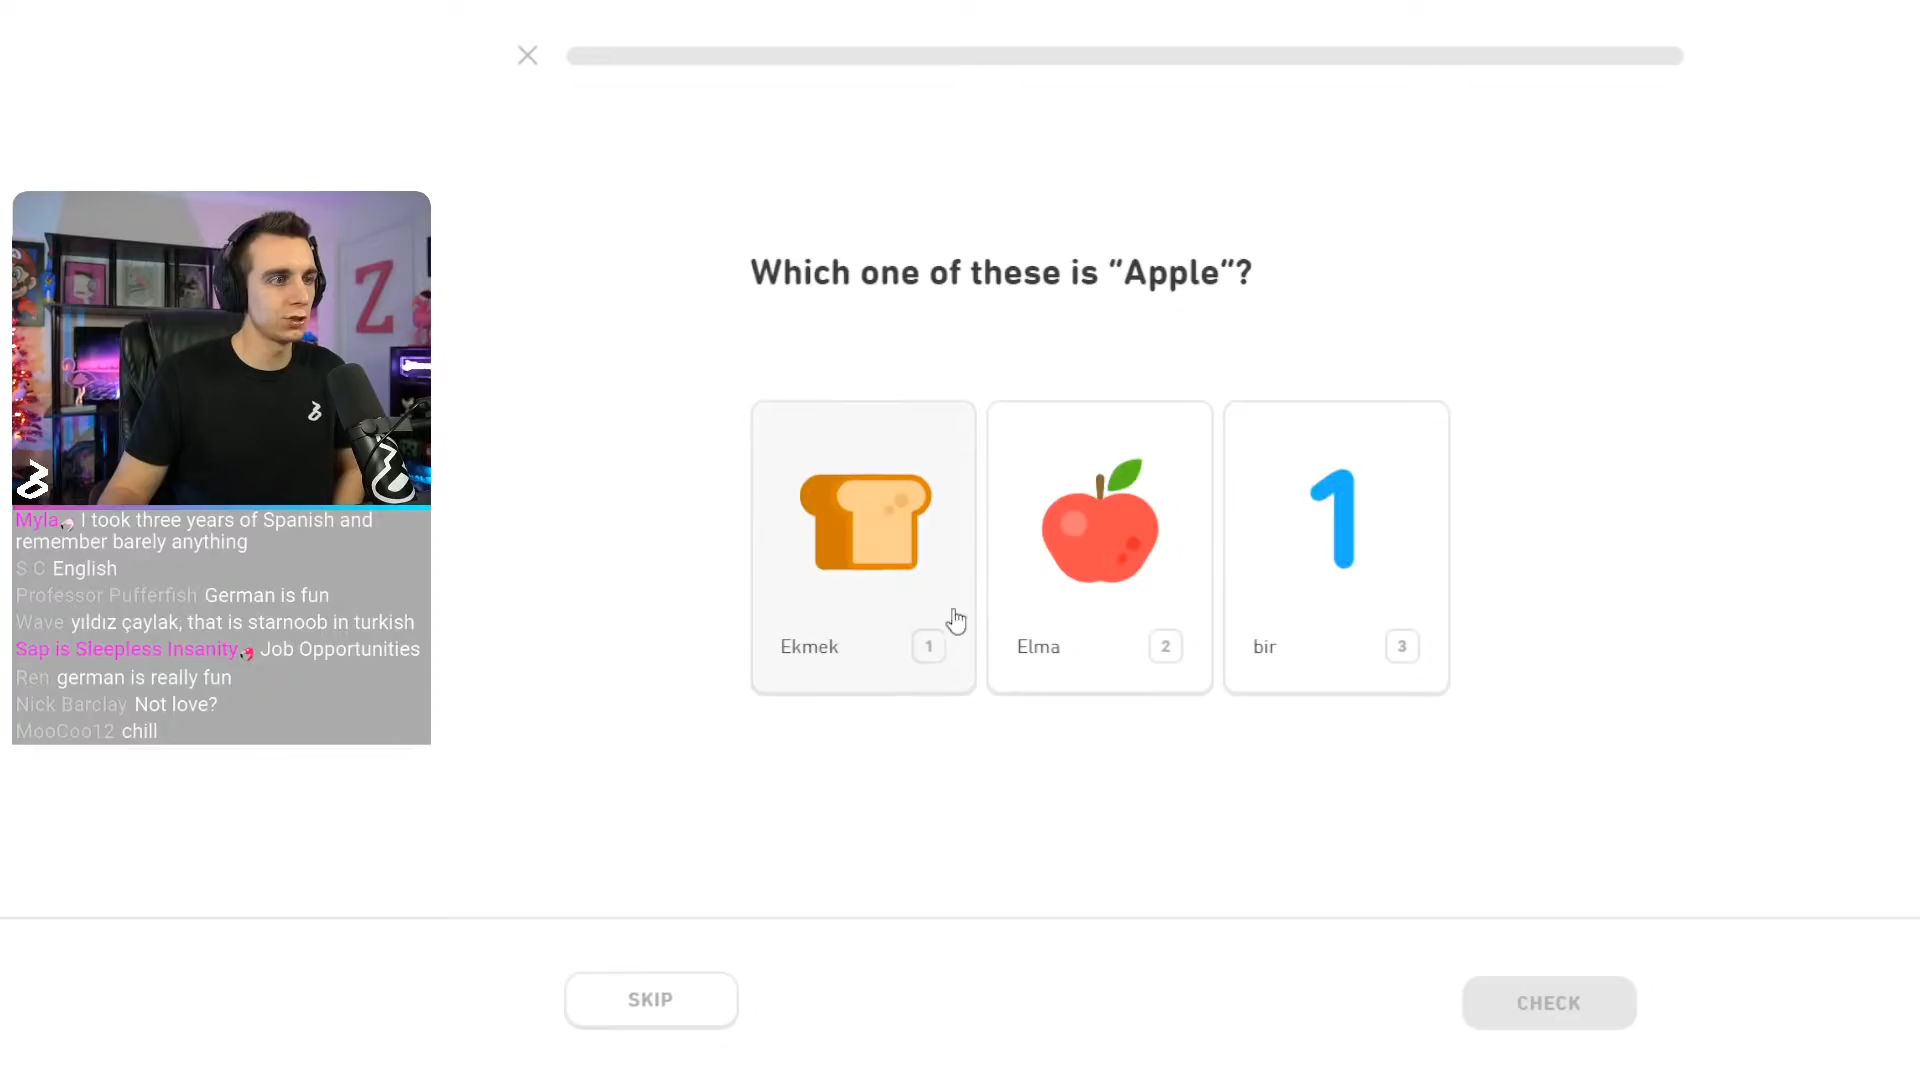 Which one of these is “Apple”?
Ekmek 1
Elma 2
1
bir 3
Z
Myla I took three years of Spanish and
remember barely anything
S C English
Professor Pufferfish German is fun
Wave yıldız çaylak, that is starnoob in turkish
Sap is Sleepless Insanity Job Opportunities
Ren german is really fun
Nick Barclay Not love?
MooCoo12 chill
SKIP
CHECK